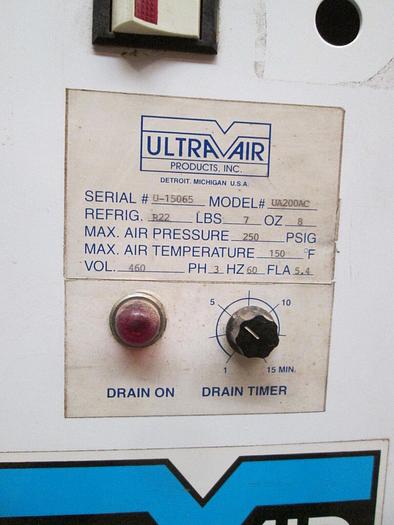 ULTRA AIR
PRODUCTS, INC.
DETROIT, MICHIGAN U.S.A.
SERIAL # U-15065 MODEL# UA200AC
REFRIG. R22 LBS 7 OZ 8
MAX. AIR PRESSURE 250 PSIG
MAX. AIR TEMPERATURE 150 °F
VOL. 460 PH 3 HZ 60 FLA 5.4
5 10
1 15 MIN.
DRAIN ON DRAIN TIMER